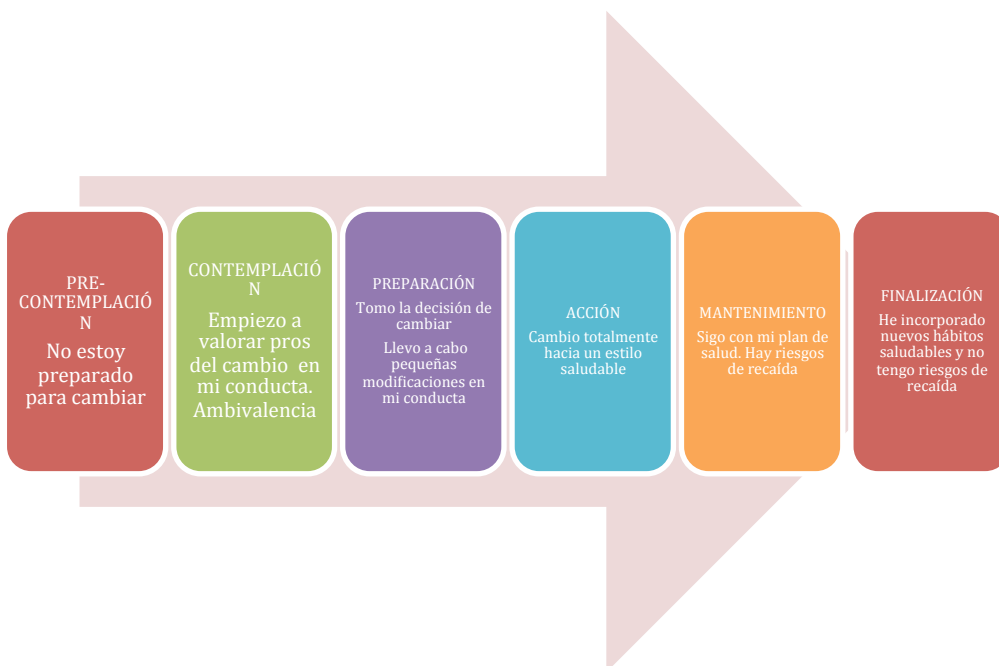 PRE-
CONTEMPLACIÓ
N
No estoy
preparado
para cambiar
CONTEMPLACIÓ
N
Empiezo a
valorar pros
del cambio en
mi conducta.
Ambivalencia
PREPARACIÓN
Tomo la decisión de
cambiar
Llevo a cabo
pequeñas
modificaciones en
mi conducta
ACCIÓN
Cambio totalmente
hacia un estilo
saludable
MANTENIMIENTO
Sigo con mi plan de
salud. Hay riesgos
de recaída
FINALIZACIÓN
He incorporado
nuevos hábitos
saludables y no
tengo riesgos de
recaída